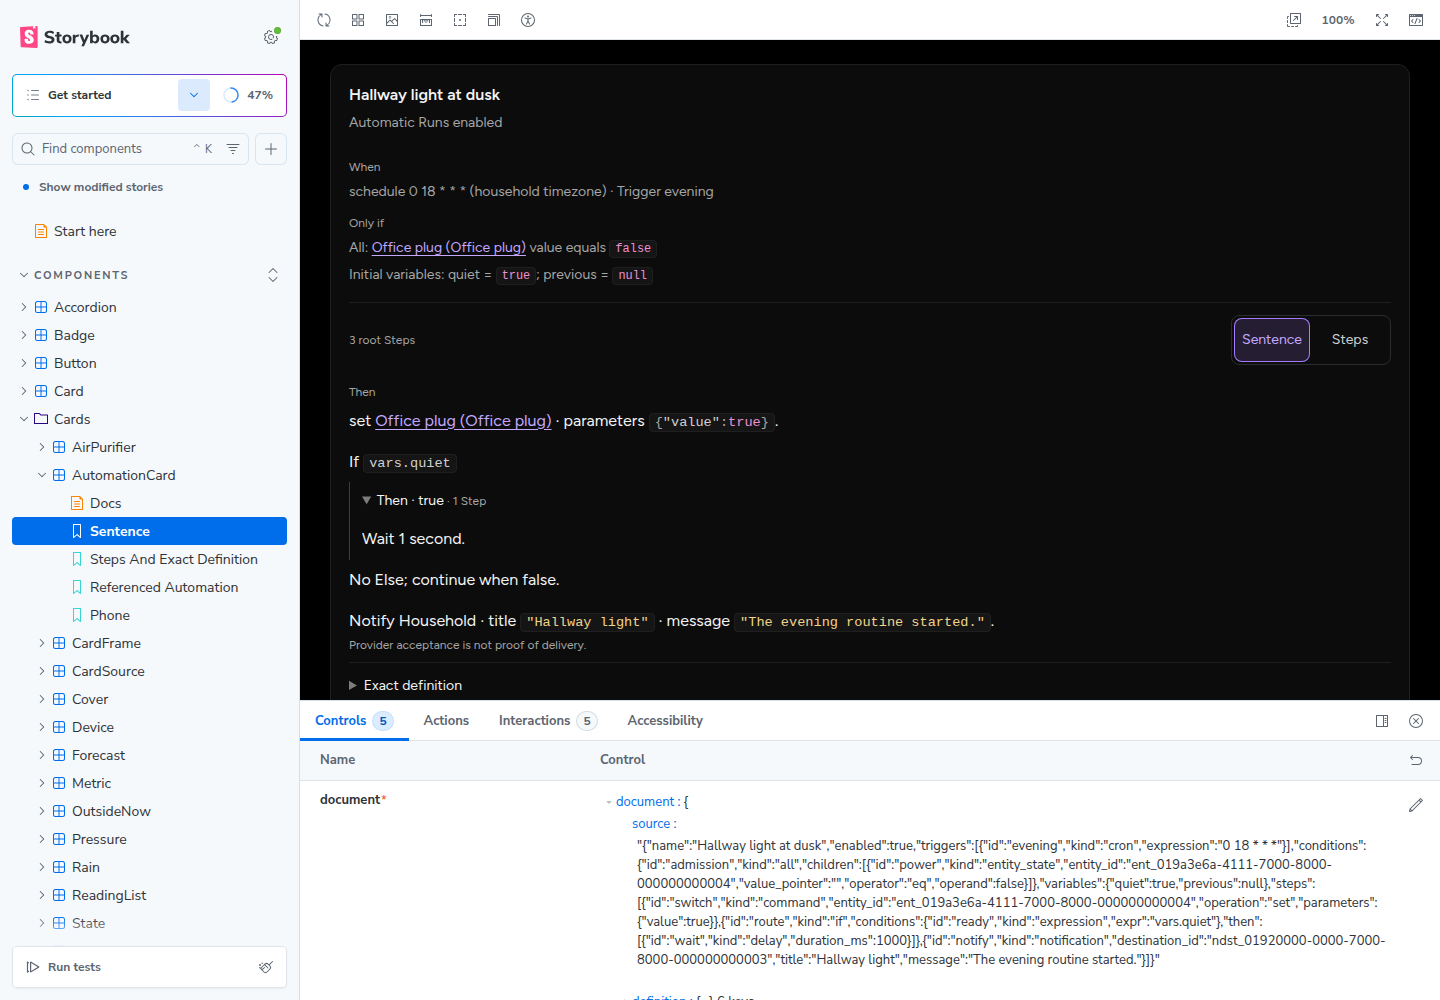 Storybook
Get started
47%
Find components
^ K
Show modified stories
Start here
COMPONENTS
Accordion
Badge
Button
Card
Cards
AirPurifier
AutomationCard
Docs
Sentence
Steps And Exact Definition
Referenced Automation
Phone
CardFrame
CardSource
Cover
Device
Forecast
Metric
OutsideNow
Pressure
Rain
ReadingList
State
Run tests
100%
Hallway light at dusk
Automatic Runs enabled
When
schedule 0 18 * * * (household timezone) · Trigger evening
Only if
All: Office plug (Office plug) value equals false
Initial variables: quiet = true; previous = null
3 root Steps
Sentence
Steps
Then
set Office plug (Office plug) · parameters {"value":true}.
If vars.quiet
Then · true · 1 Step
Wait 1 second.
No Else; continue when false.
Notify Household · title "Hallway light" · message "The evening routine started.".
Provider acceptance is not proof of delivery.
Exact definition
Controls 5
Actions
Interactions 5
Accessibility
Name
Control
document*
document : {
source :
"{"name":"Hallway light at dusk","enabled":true,"triggers":[{"id":"evening","kind":"cron","expression":"0 18 * * *"}],"conditions":
{"id":"admission","kind":"all","children":[{"id":"power","kind":"entity_state","entity_id":"ent_019a3e6a-4111-7000-8000-
000000000004","value_pointer":"","operator":"eq","operand":false}]},"variables":{"quiet":true,"previous":null},"steps":
[{"id":"switch","kind":"command","entity_id":"ent_019a3e6a-4111-7000-8000-000000000004","operation":"set","parameters":
{"value":true}},{"id":"route","kind":"if","conditions":{"id":"ready","kind":"expression","expr":"vars.quiet"},"then":
[{"id":"wait","kind":"delay","duration_ms":1000}]},{"id":"notify","kind":"notification","destination_id":"ndst_01920000-0000-7000-
8000-000000000003","title":"Hallway light","message":"The evening routine started."}]}"